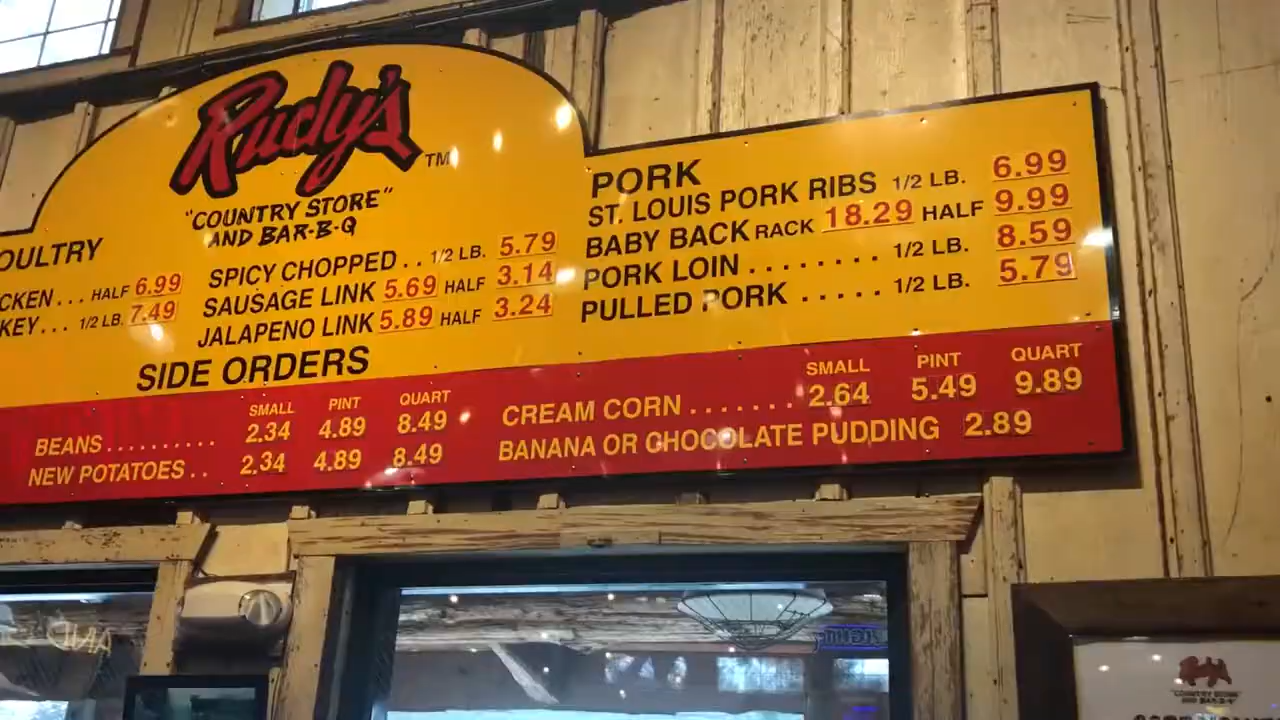 Rudy's TM
"COUNTRY STORE"
AND BAR-B-Q
OULTRY
CKEN... HALF 6.99
KEY... 1/2 LB. 7.49
SPICY CHOPPED.. 1/2 LB. 5.79
SAUSAGE LINK 5.69 HALF 3.14
JALAPENO LINK 5.89 HALF 3.24
PORK
ST. LOUIS PORK RIBS 1/2 LB. 6.99
BABY BACK RACK 18.29 HALF 9.99
PORK LOIN ........ 1/2 LB. 8.59
PULLED PORK ..... 1/2 LB. 5.79
SIDE ORDERS
SMALL PINT QUART
BEANS.......... 2.34 4.89 8.49
NEW POTATOES.. 2.34 4.89 8.49
SMALL PINT QUART
CREAM CORN....... 2.64 5.49 9.89
BANANA OR CHOCOLATE PUDDING 2.89
"COUNTRY STORE"
AND BAR-B-Q